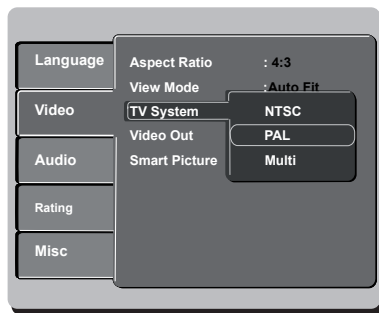 Language
Video
Audio
Rating
Misc
Aspect Ratio : 4:3
View Mode :Auto Fit
TV System NTSC
Video Out PAL
Smart Picture Multi